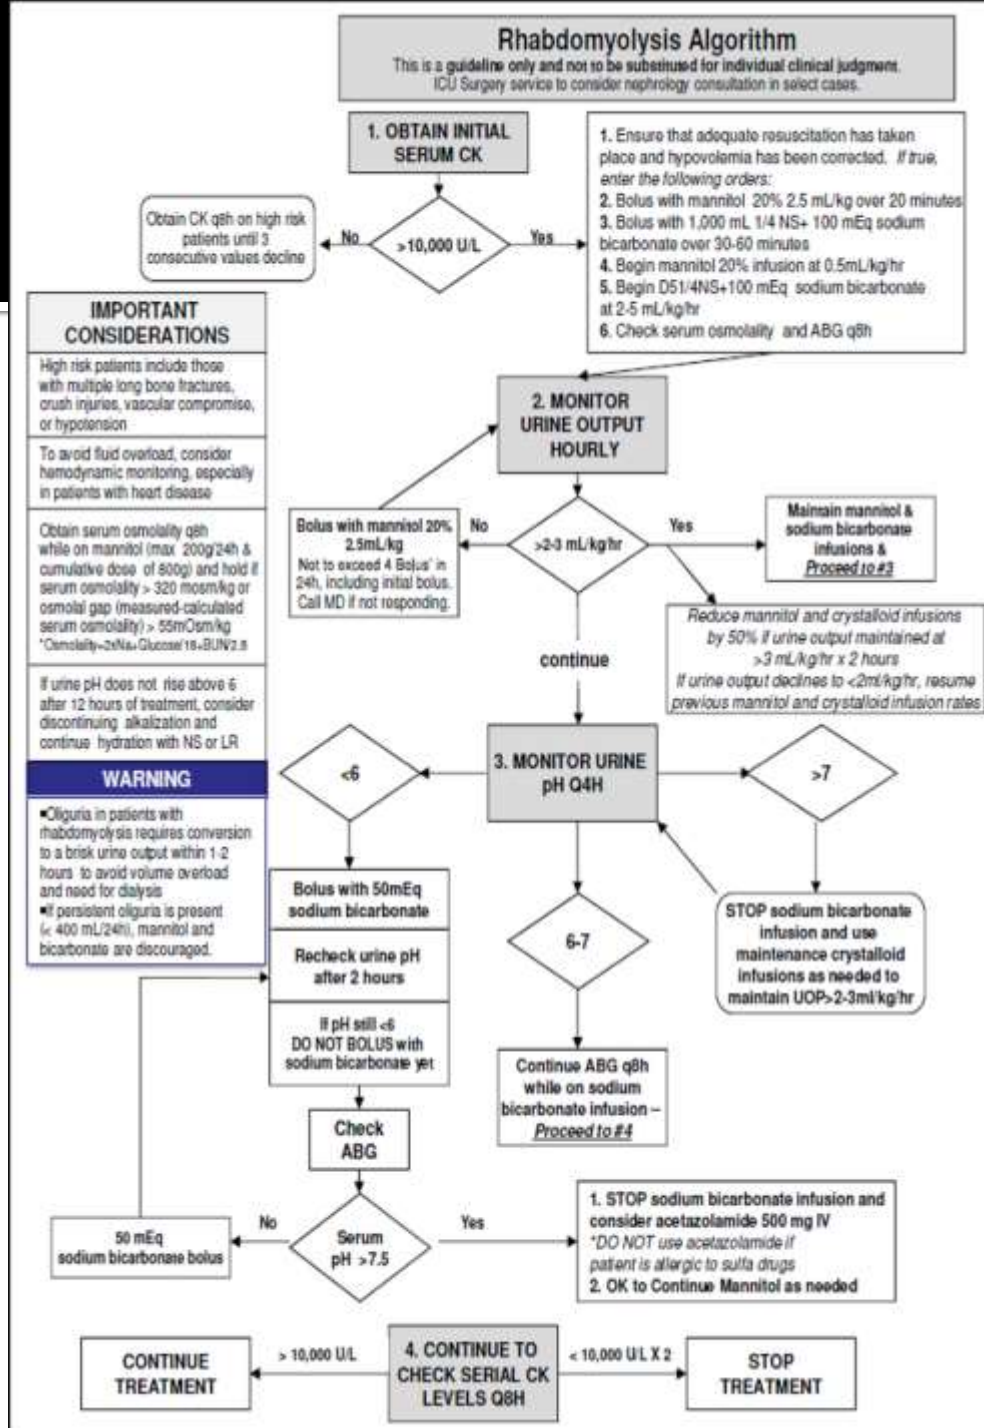 Rhabdomyolysis Algorithm
This is a guideline only and not to be substituted for individual clinical judgment.
ICU Surgery service to consider nephrology consultation in select cases.
1. OBTAIN INITIAL
SERUM CK
>10,000 U/L
No
Yes
Obtain CK q8h on high risk
patients until 3
consecutive values decline
1. Ensure that adequate resuscitation has taken
place and hypovolemia has been corrected. If true,
enter the following orders:
2. Bolus with mannitol 20% 2.5 mL/kg over 20 minutes
3. Bolus with 1,000 mL 1/4 NS+ 100 mEq sodium
bicarbonate over 30-60 minutes
4. Begin mannitol 20% infusion at 0.5mL/kg/hr
5. Begin D51/4NS+100 mEq sodium bicarbonate
at 2-5 mL/kg/hr
6. Check serum osmolality and ABG q8h
IMPORTANT
CONSIDERATIONS
High risk patients include those
with multiple long bone fractures,
crush injuries, vascular compromise,
or hypotension
To avoid fluid overload, consider
hemodynamic monitoring, especially
in patients with heart disease
Obtain serum osmolality q8h
while on mannitol (max 200g/24h &
cumulative dose of 800g) and hold if
serum osmolality > 320 mosm/kg or
osmolal gap (measured-calculated
serum osmolality) > 55mOsm/kg
*Osmolality=2xNa+Glucose/18+BUN/2.8
If urine pH does not rise above 6
after 12 hours of treatment, consider
discontinuing alkalization and
continue hydration with NS or LR
WARNING
▪Oliguria in patients with
rhabdomyolysis requires conversion
to a brisk urine output within 1-2
hours to avoid volume overload
and need for dialysis
▪If persistent oliguria is present
(< 400 mL/24h), mannitol and
bicarbonate are discouraged.
2. MONITOR
URINE OUTPUT
HOURLY
>2-3 mL/kg/hr
No
Yes
Bolus with mannitol 20%
2.5mL/kg
Not to exceed 4 Bolus' in
24h, including initial bolus.
Call MD if not responding.
Maintain mannitol &
sodium bicarbonate
infusions &
Proceed to #3
Reduce mannitol and crystalloid infusions
by 50% if urine output maintained at
>3 mL/kg/hr x 2 hours
If urine output declines to <2ml/kg/hr, resume
previous mannitol and crystalloid infusion rates
continue
3. MONITOR URINE
pH Q4H
<6
>7
6-7
Bolus with 50mEq
sodium bicarbonate
Recheck urine pH
after 2 hours
If pH still <6
DO NOT BOLUS with
sodium bicarbonate yet
STOP sodium bicarbonate
infusion and use
maintenance crystalloid
infusions as needed to
maintain UOP>2-3ml/kg/hr
Continue ABG q8h
while on sodium
bicarbonate infusion –
Proceed to #4
Check
ABG
Serum
pH >7.5
No
Yes
50 mEq
sodium bicarbonate bolus
1. STOP sodium bicarbonate infusion and
consider acetazolamide 500 mg IV
*DO NOT use acetazolamide if
patient is allergic to sulfa drugs
2. OK to Continue Mannitol as needed
4. CONTINUE TO
CHECK SERIAL CK
LEVELS Q8H
> 10,000 U/L
CONTINUE
TREATMENT
< 10,000 U/L X 2
STOP
TREATMENT